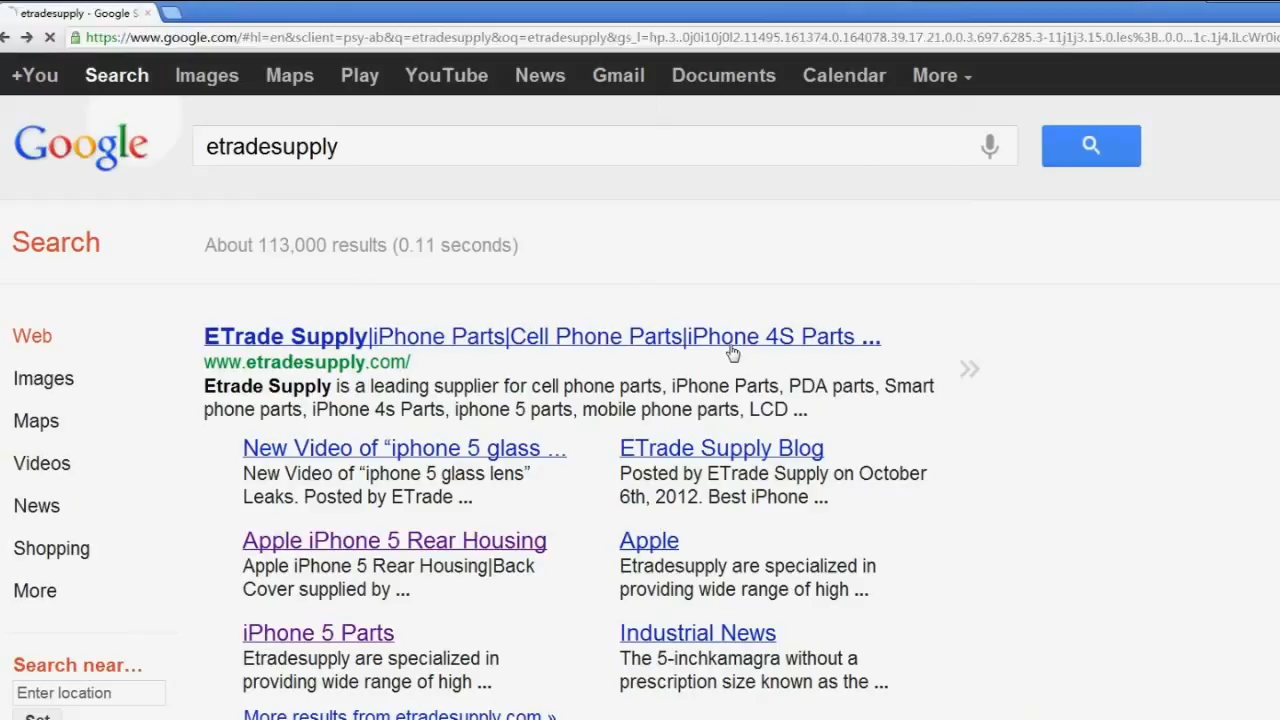 etradesupply - Google S
https://www.google.com/#hl=en&sclient=psy-ab&q=etradesupply&oq=etradesupply&gs_l=hp.3..0j0i10j0l2.11495.161374.0.164078.39.17.21.0.0.3.697.6285.3-11j1j3.15.0.les%3B..0.0...1c.1j4.
+You Search Images Maps Play YouTube News Gmail Documents Calendar More
Google
etradesupply
Search
About 113,000 results (0.11 seconds)
Web
Images
Maps
Videos
News
Shopping
More
Search near...
Enter location
Set
ETrade Supply|iPhone Parts|Cell Phone Parts|iPhone 4S Parts ...
www.etradesupply.com/
Etrade Supply is a leading supplier for cell phone parts, iPhone Parts, PDA parts, Smart
phone parts, iPhone 4s Parts, iphone 5 parts, mobile phone parts, LCD ...
New Video of “iphone 5 glass ...
New Video of “iphone 5 glass lens”
Leaks. Posted by ETrade ...
ETrade Supply Blog
Posted by ETrade Supply on October
6th, 2012. Best iPhone ...
Apple iPhone 5 Rear Housing
Apple iPhone 5 Rear Housing|Back
Cover supplied by ...
Apple
Etradesupply are specialized in
providing wide range of high ...
iPhone 5 Parts
Etradesupply are specialized in
providing wide range of high ...
Industrial News
The 5-inchkamagra without a
prescription size known as the ...
More results from etradesupply.com »